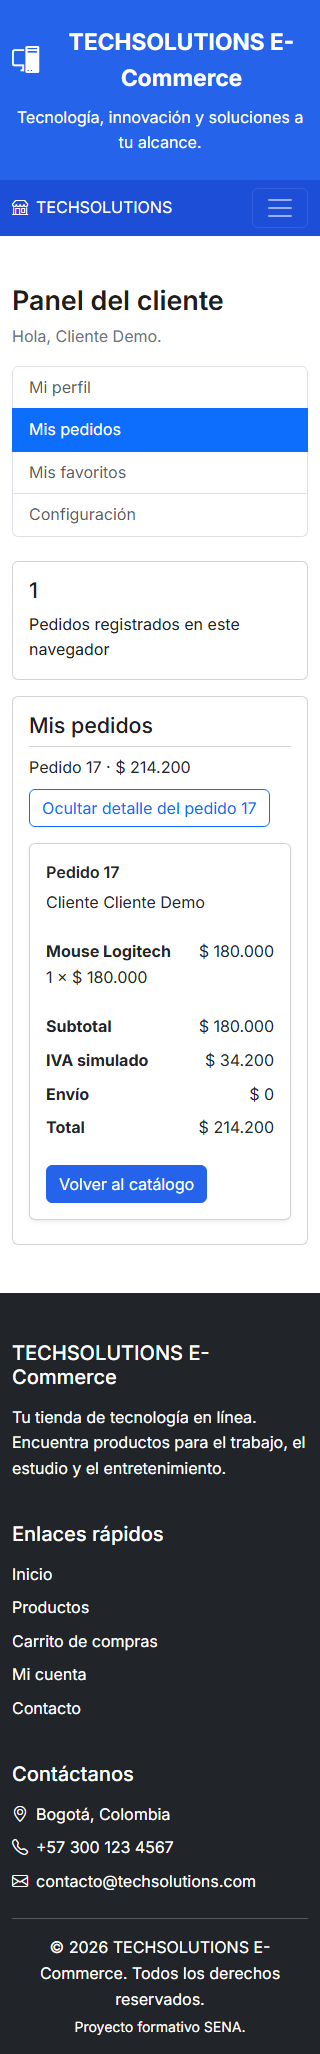 TECHSOLUTIONS E-
Commerce
Tecnología, innovación y soluciones a
tu alcance.
TECHSOLUTIONS
Panel del cliente
Hola, Cliente Demo.
Mi perfil
Mis pedidos
Mis favoritos
Configuración
1
Pedidos registrados en este
navegador
Mis pedidos
Pedido 17 · $ 214.200
Ocultar detalle del pedido 17
Pedido 17
Cliente Cliente Demo
Mouse Logitech $ 180.000
1 × $ 180.000
Subtotal $ 180.000
IVA simulado $ 34.200
Envío $ 0
Total $ 214.200
Volver al catálogo
TECHSOLUTIONS E-
Commerce
Tu tienda de tecnología en línea.
Encuentra productos para el trabajo, el
estudio y el entretenimiento.
Enlaces rápidos
Inicio
Productos
Carrito de compras
Mi cuenta
Contacto
Contáctanos
Bogotá, Colombia
+57 300 123 4567
contacto@techsolutions.com
© 2026 TECHSOLUTIONS E-
Commerce. Todos los derechos
reservados.
Proyecto formativo SENA.